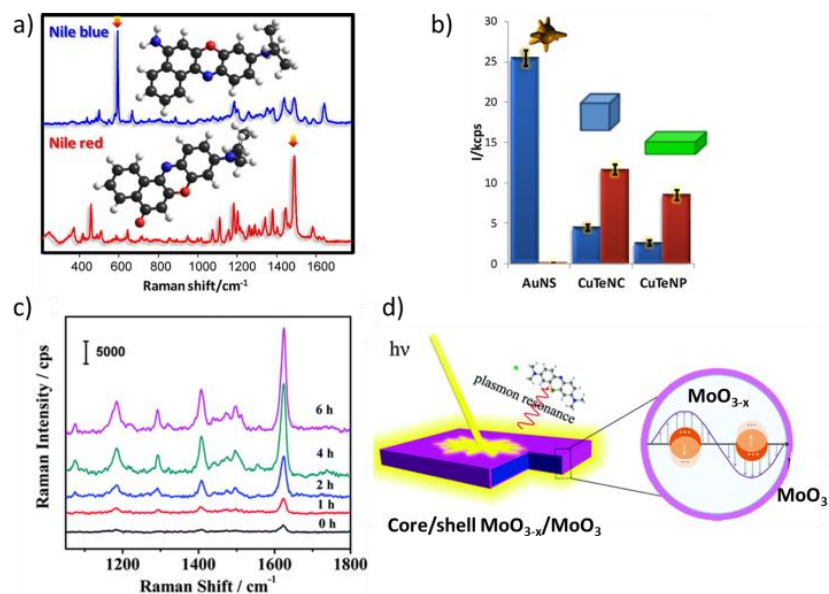 a)
Nile blue
Nile red
400 600 800 1000 1200 1400 1600
Raman shift/cm-1
b)
I/kcps
30
25
20
15
10
5
0
AuNS CuTeNC CuTeNP
c)
Raman Intensity / cps
5000
6 h
4 h
2 h
1 h
0 h
1200 1400 1600 1800
Raman Shift / cm-1
d)
hν
plasmon resonance
MoO3-x
MoO3
Core/shell MoO3-x/MoO3